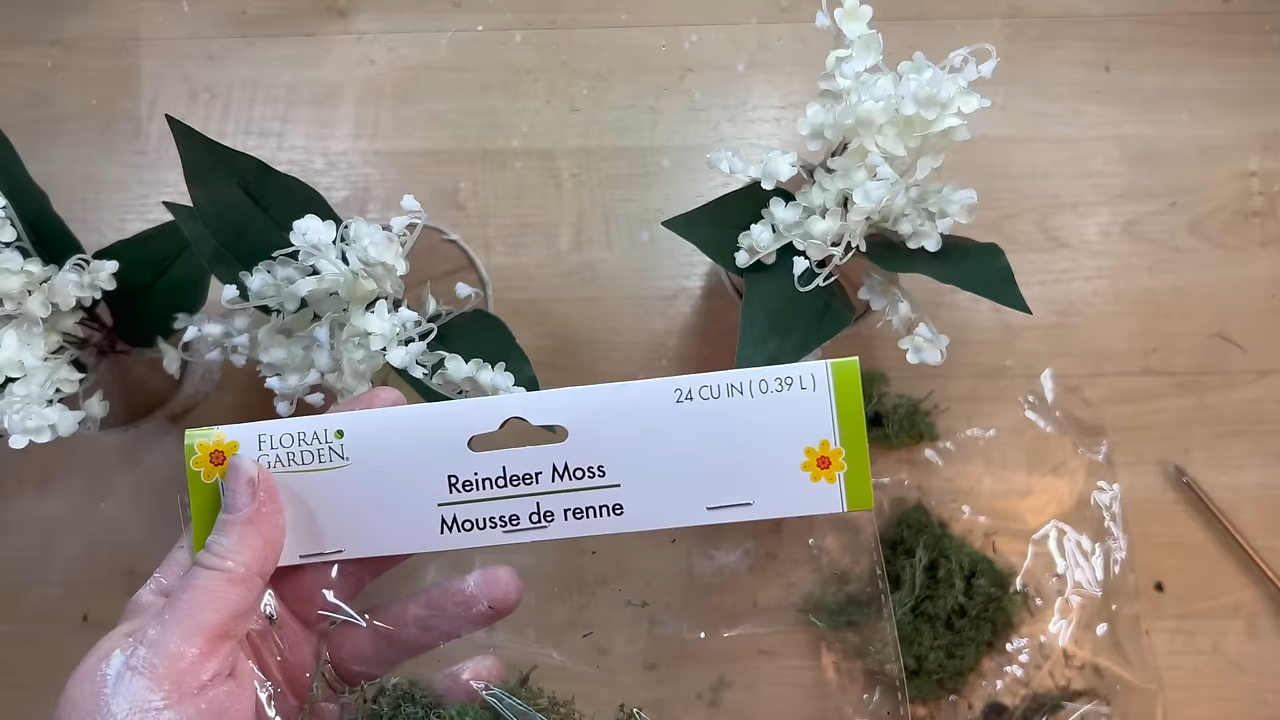 FLORAL
GARDEN
24 CU IN ( 0.39 L )
Reindeer Moss
Mousse de renne